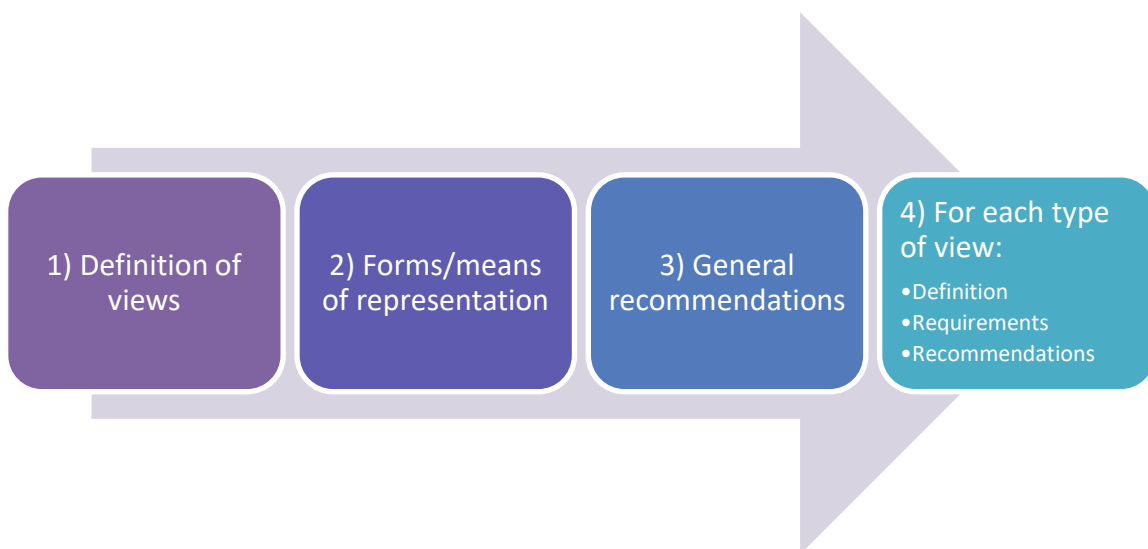 1) Definition of
views
2) Forms/means
of representation
3) General
recommendations
4) For each type
of view:
•Definition
•Requirements
•Recommendations